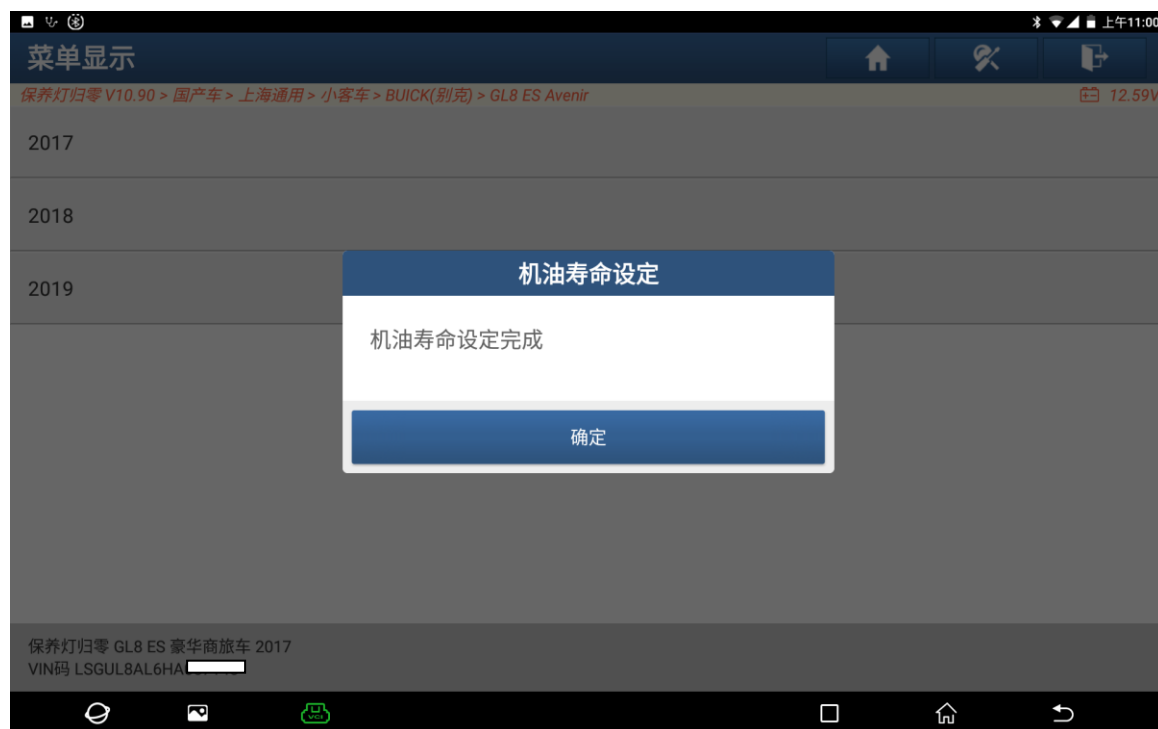 上午11:00
菜单显示
保养灯归零 V10.90 > 国产车 > 上海通用 > 小客车 > BUICK(别克) > GL8 ES Avenir
12.59V
2017
2018
2019
机油寿命设定
机油寿命设定完成
确定
保养灯归零 GL8 ES 豪华商旅车 2017
VIN码 LSGUL8AL6HA
VCI